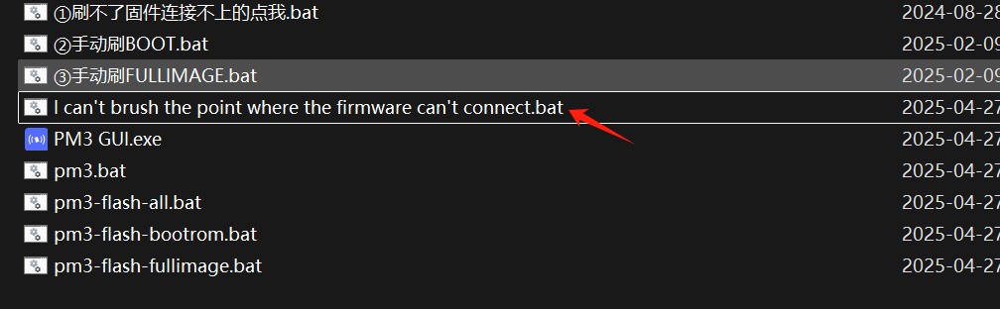 ①刷不了固件连接不上的点我.bat 2024-08-28
②手动刷BOOT.bat 2025-02-09
③手动刷FULLIMAGE.bat 2025-02-09
I can't brush the point where the firmware can't connect.bat 2025-04-27
PM3 GUI.exe 2025-04-27
pm3.bat 2025-04-27
pm3-flash-all.bat 2025-04-27
pm3-flash-bootrom.bat 2025-04-27
pm3-flash-fullimage.bat 2025-04-27